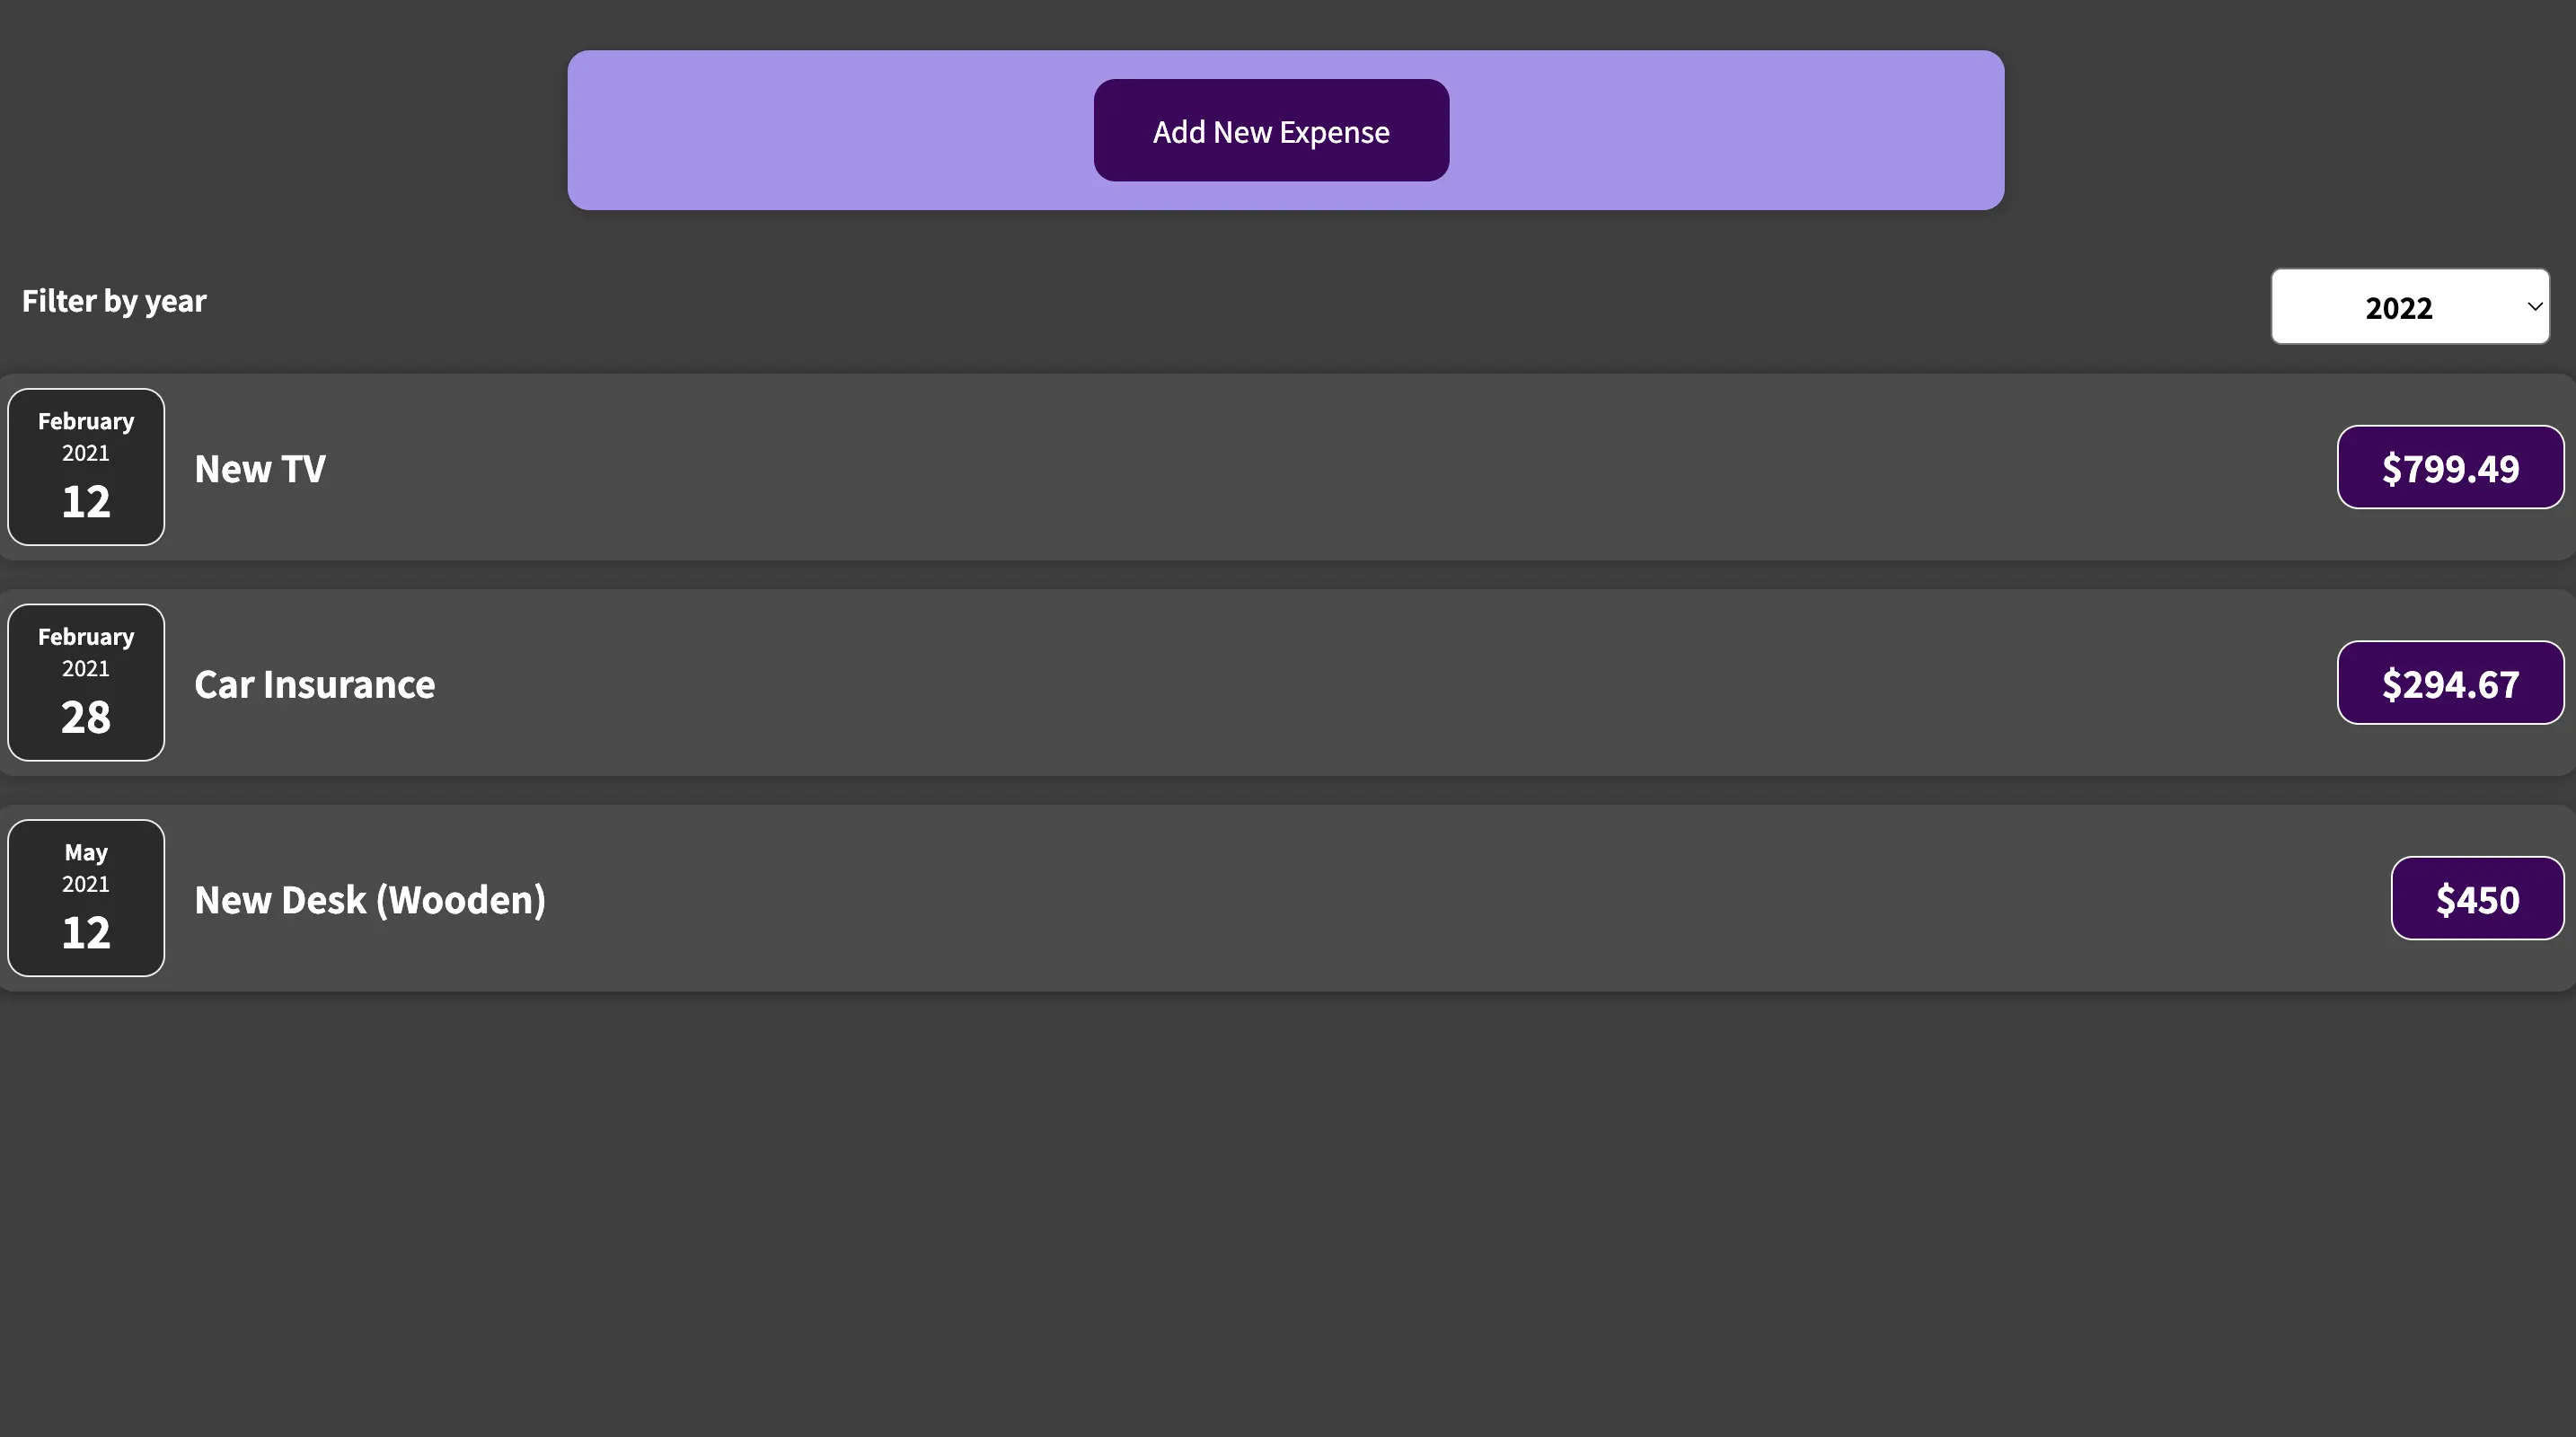 Add New Expense
Filter by year
2022
February
2021
12
New TV
$799.49
February
2021
28
Car Insurance
$294.67
May
2021
12
New Desk (Wooden)
$450